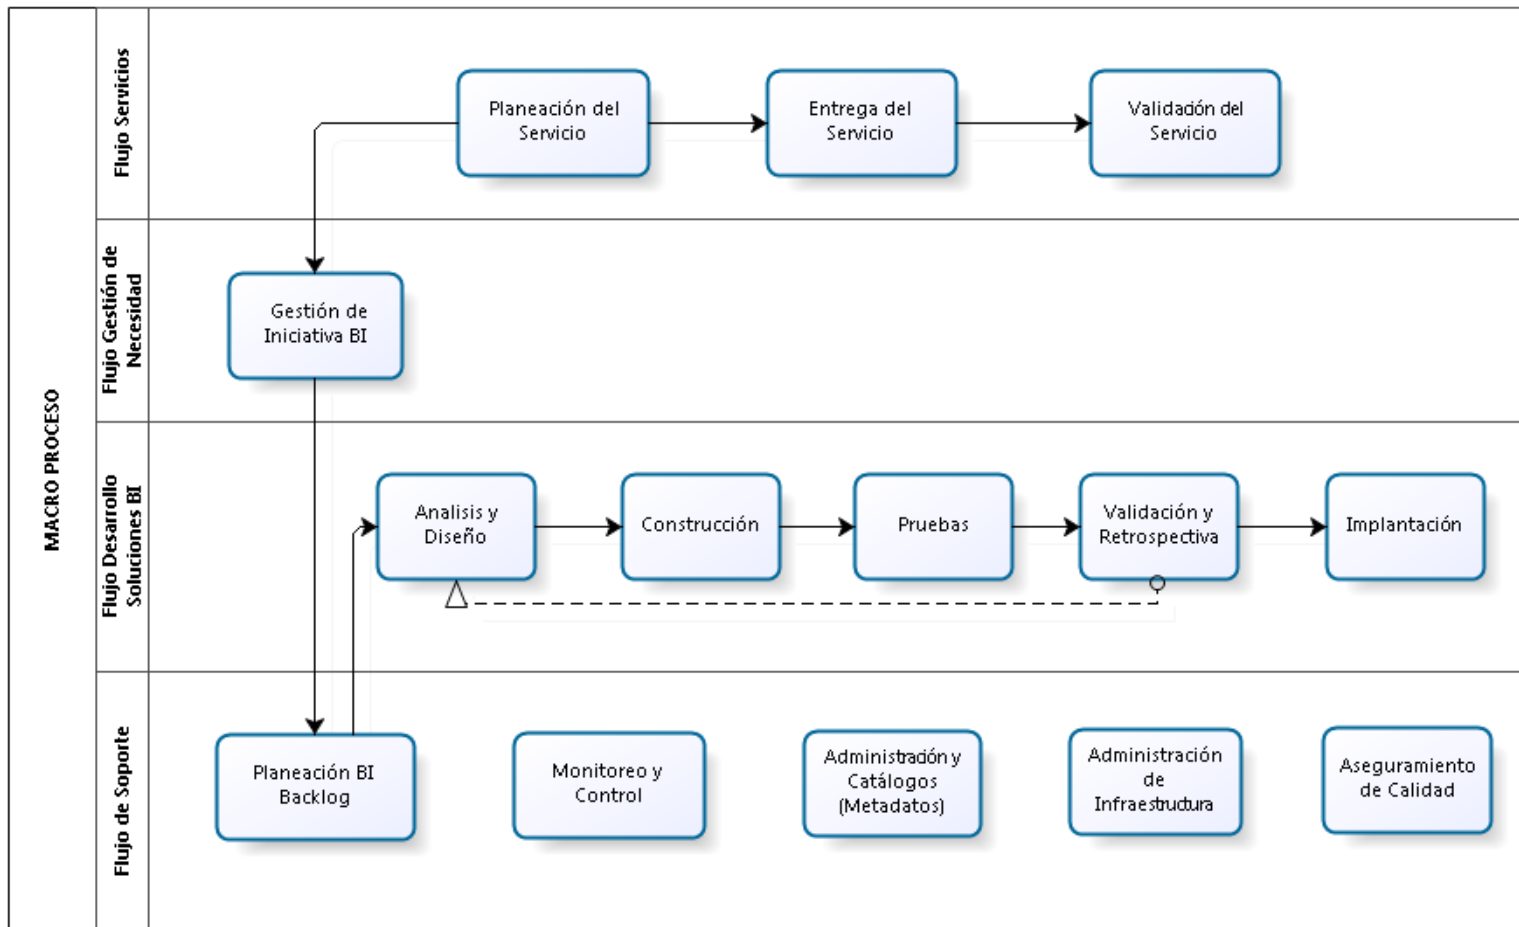 MACRO PROCESO
Flujo Servicios
Planeación del
Servicio
Entrega del
Servicio
Validación del
Servicio
Flujo Gestión de
Necesidad
Gestión de
Iniciativa BI
Flujo Desarrollo
Soluciones BI
Analisis y
Diseño
Construcción
Pruebas
Validación y
Retrospectiva
Implantación
Flujo de Soporte
Planeación BI
Backlog
Monitoreo y
Control
Administración y
Catálogos
(Metadatos)
Administración
de
Infraestructura
Aseguramiento
de Calidad